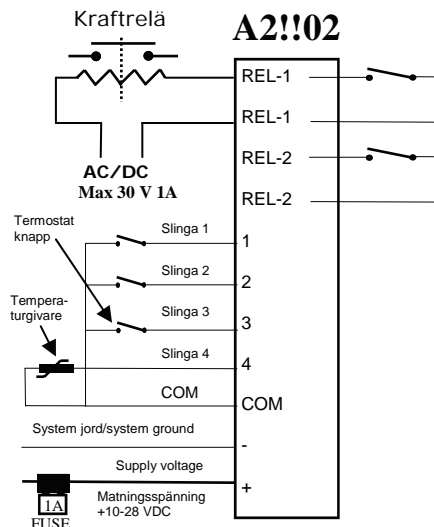 Kraftrelä
A2!!02
REL-1
REL-1
AC/DC
Max 30 V 1A
REL-2
REL-2
Termostat
knapp
Slinga 1
1
Slinga 2
2
Tempera-
turgivare
Slinga 3
3
Slinga 4
4
COM
COM
System jord/system ground
-
Supply voltage
+
1A
FUSE
Matningsspänning
+10-28 VDC